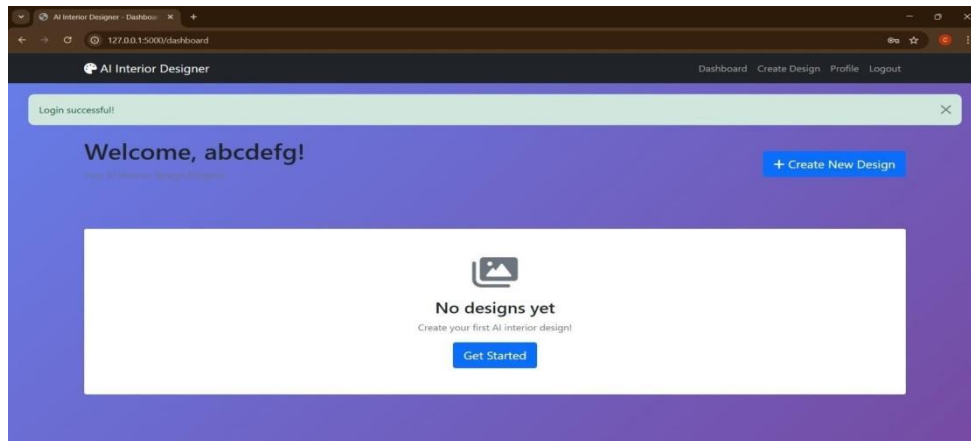 AI Interior Designer - Dashboar
127.0.0.1:5000/dashboard
AI Interior Designer
Dashboard Create Design Profile Logout
Login successful!
Welcome, abcdefg!
+ Create New Design
No designs yet
Create your first AI interior design!
Get Started